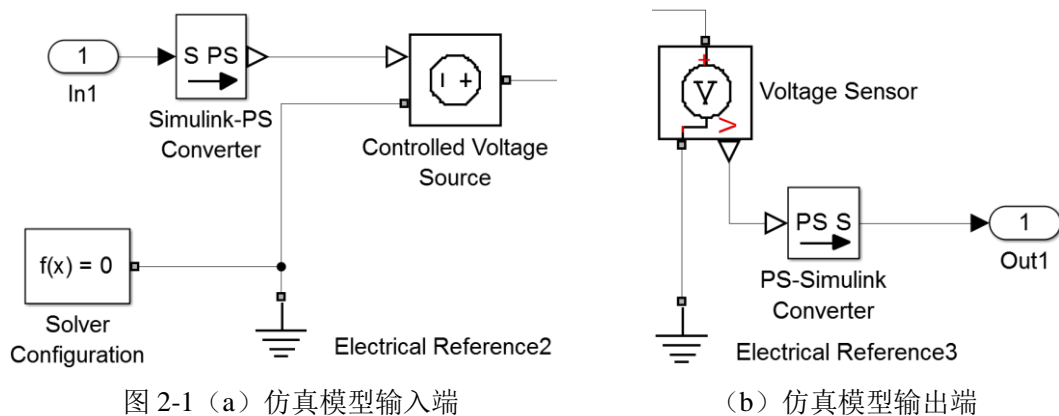 1
In1
S PS
Simulink-PS
Converter
Controlled Voltage
Source
f(x) = 0
Solver
Configuration
Electrical Reference2
+
V
V
Voltage Sensor
PS S
PS-Simulink
Converter
1
Out1
Electrical Reference3
图 2-1（a）仿真模型输入端
（b）仿真模型输出端